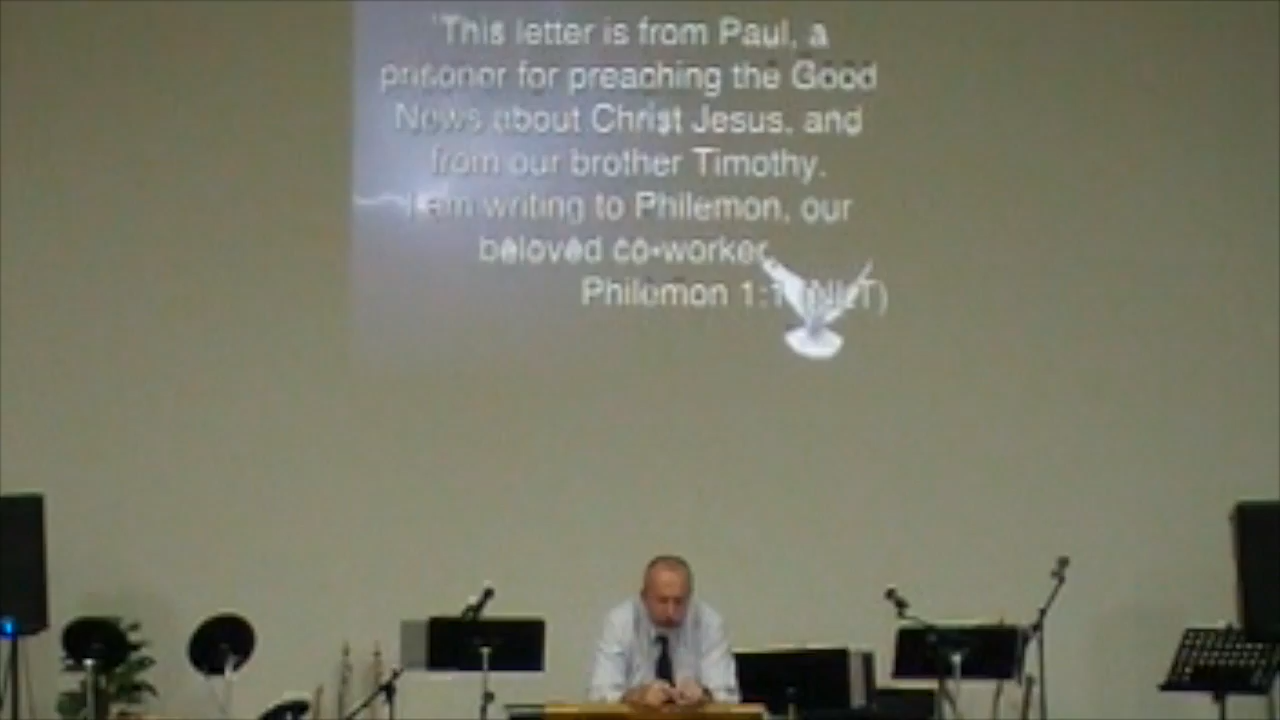 "This letter is from Paul, a
prisoner for preaching the Good
News about Christ Jesus, and
from our brother Timothy.
I am writing to Philemon, our
beloved co-worker,
Philemon 1:1 (NLT)